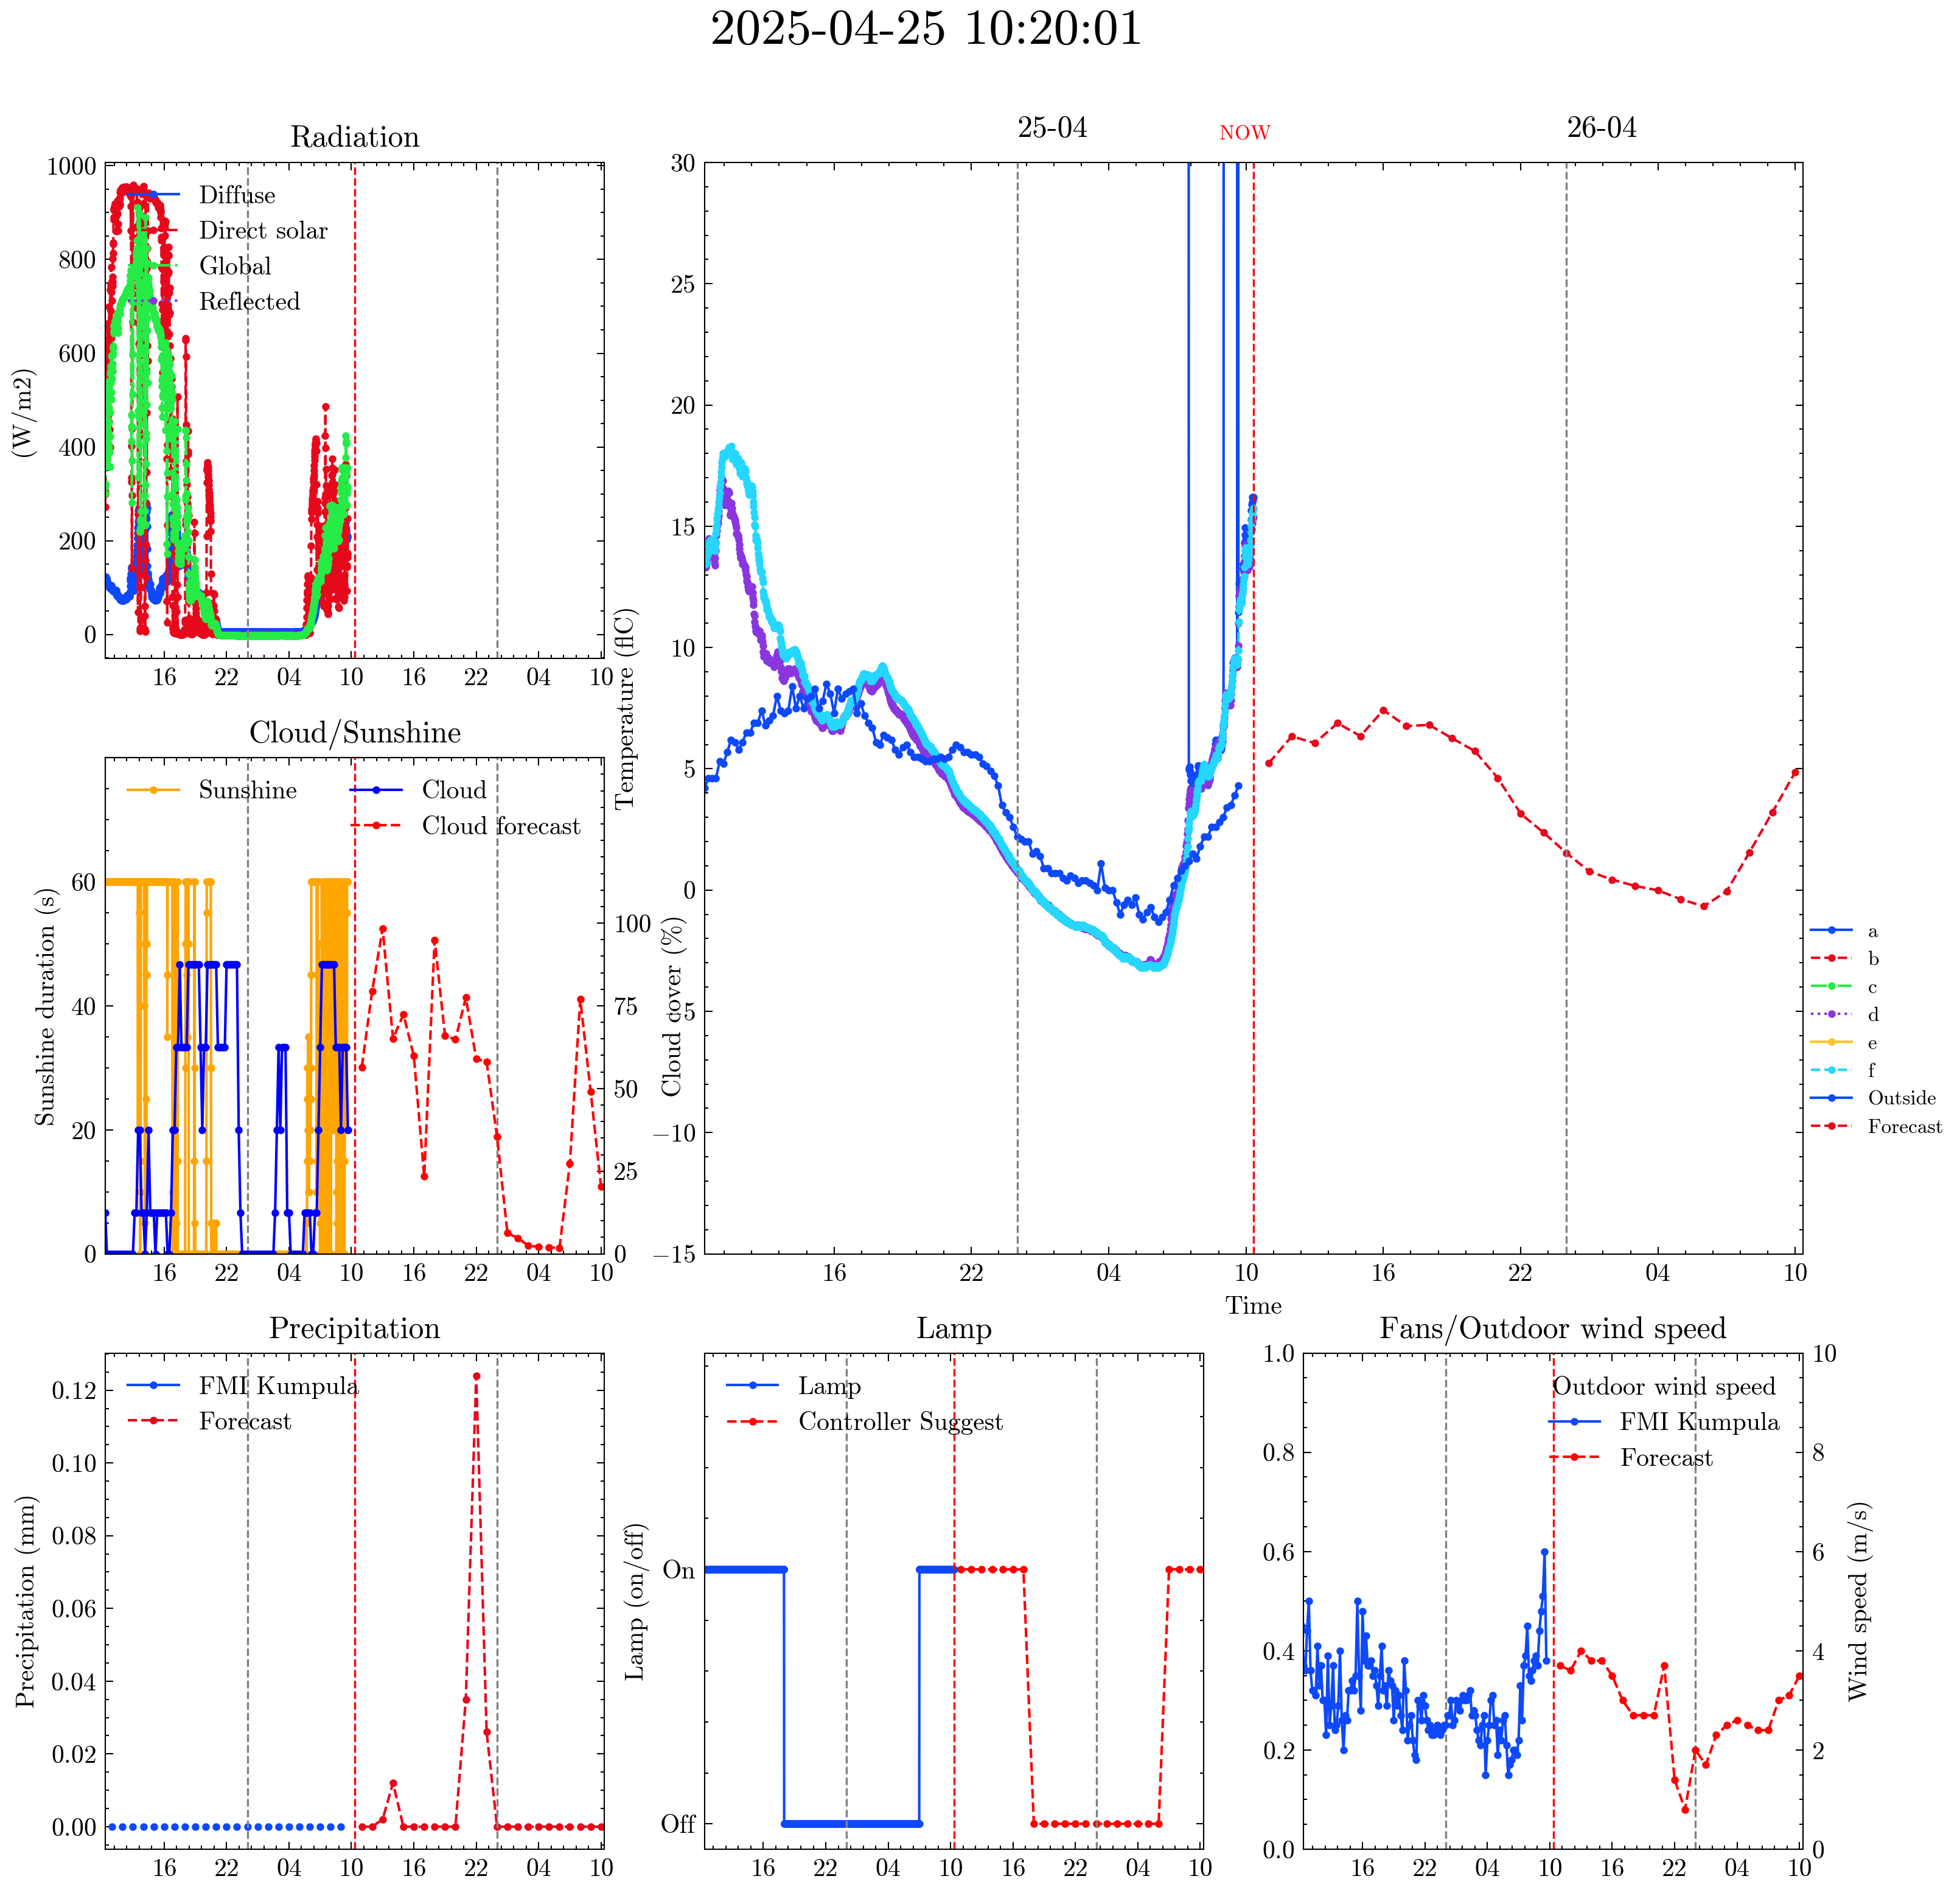 2025-04-25 10:20:01
Radiation
(W/m2)
1000
800
600
400
200
0
Diffuse
Direct solar
Global
Reflected
16 22 04 10 16 22 04 10
25-04
NOW
26-04
Temperature (flC)
30
25
20
15
10
5
0
−5
−10
−15
16 22 04 10 16 22 04 10
Time
a
b
c
d
e
f
Outside
Forecast
Cloud/Sunshine
Sunshine duration (s)
60
40
20
0
Sunshine
Cloud
Cloud forecast
100
75
50
25
0
Cloud cover (%)
16 22 04 10 16 22 04 10
Precipitation
Precipitation (mm)
0.12
0.10
0.08
0.06
0.04
0.02
0.00
FMI Kumpula
Forecast
16 22 04 10 16 22 04 10
Lamp
Lamp (on/off)
On
Off
Lamp
Controller Suggest
16 22 04 10 16 22 04 10
Fans/Outdoor wind speed
1.0
0.8
0.6
0.4
0.2
0.0
Outdoor wind speed
FMI Kumpula
Forecast
10
8
6
4
2
0
Wind speed (m/s)
16 22 04 10 16 22 04 10